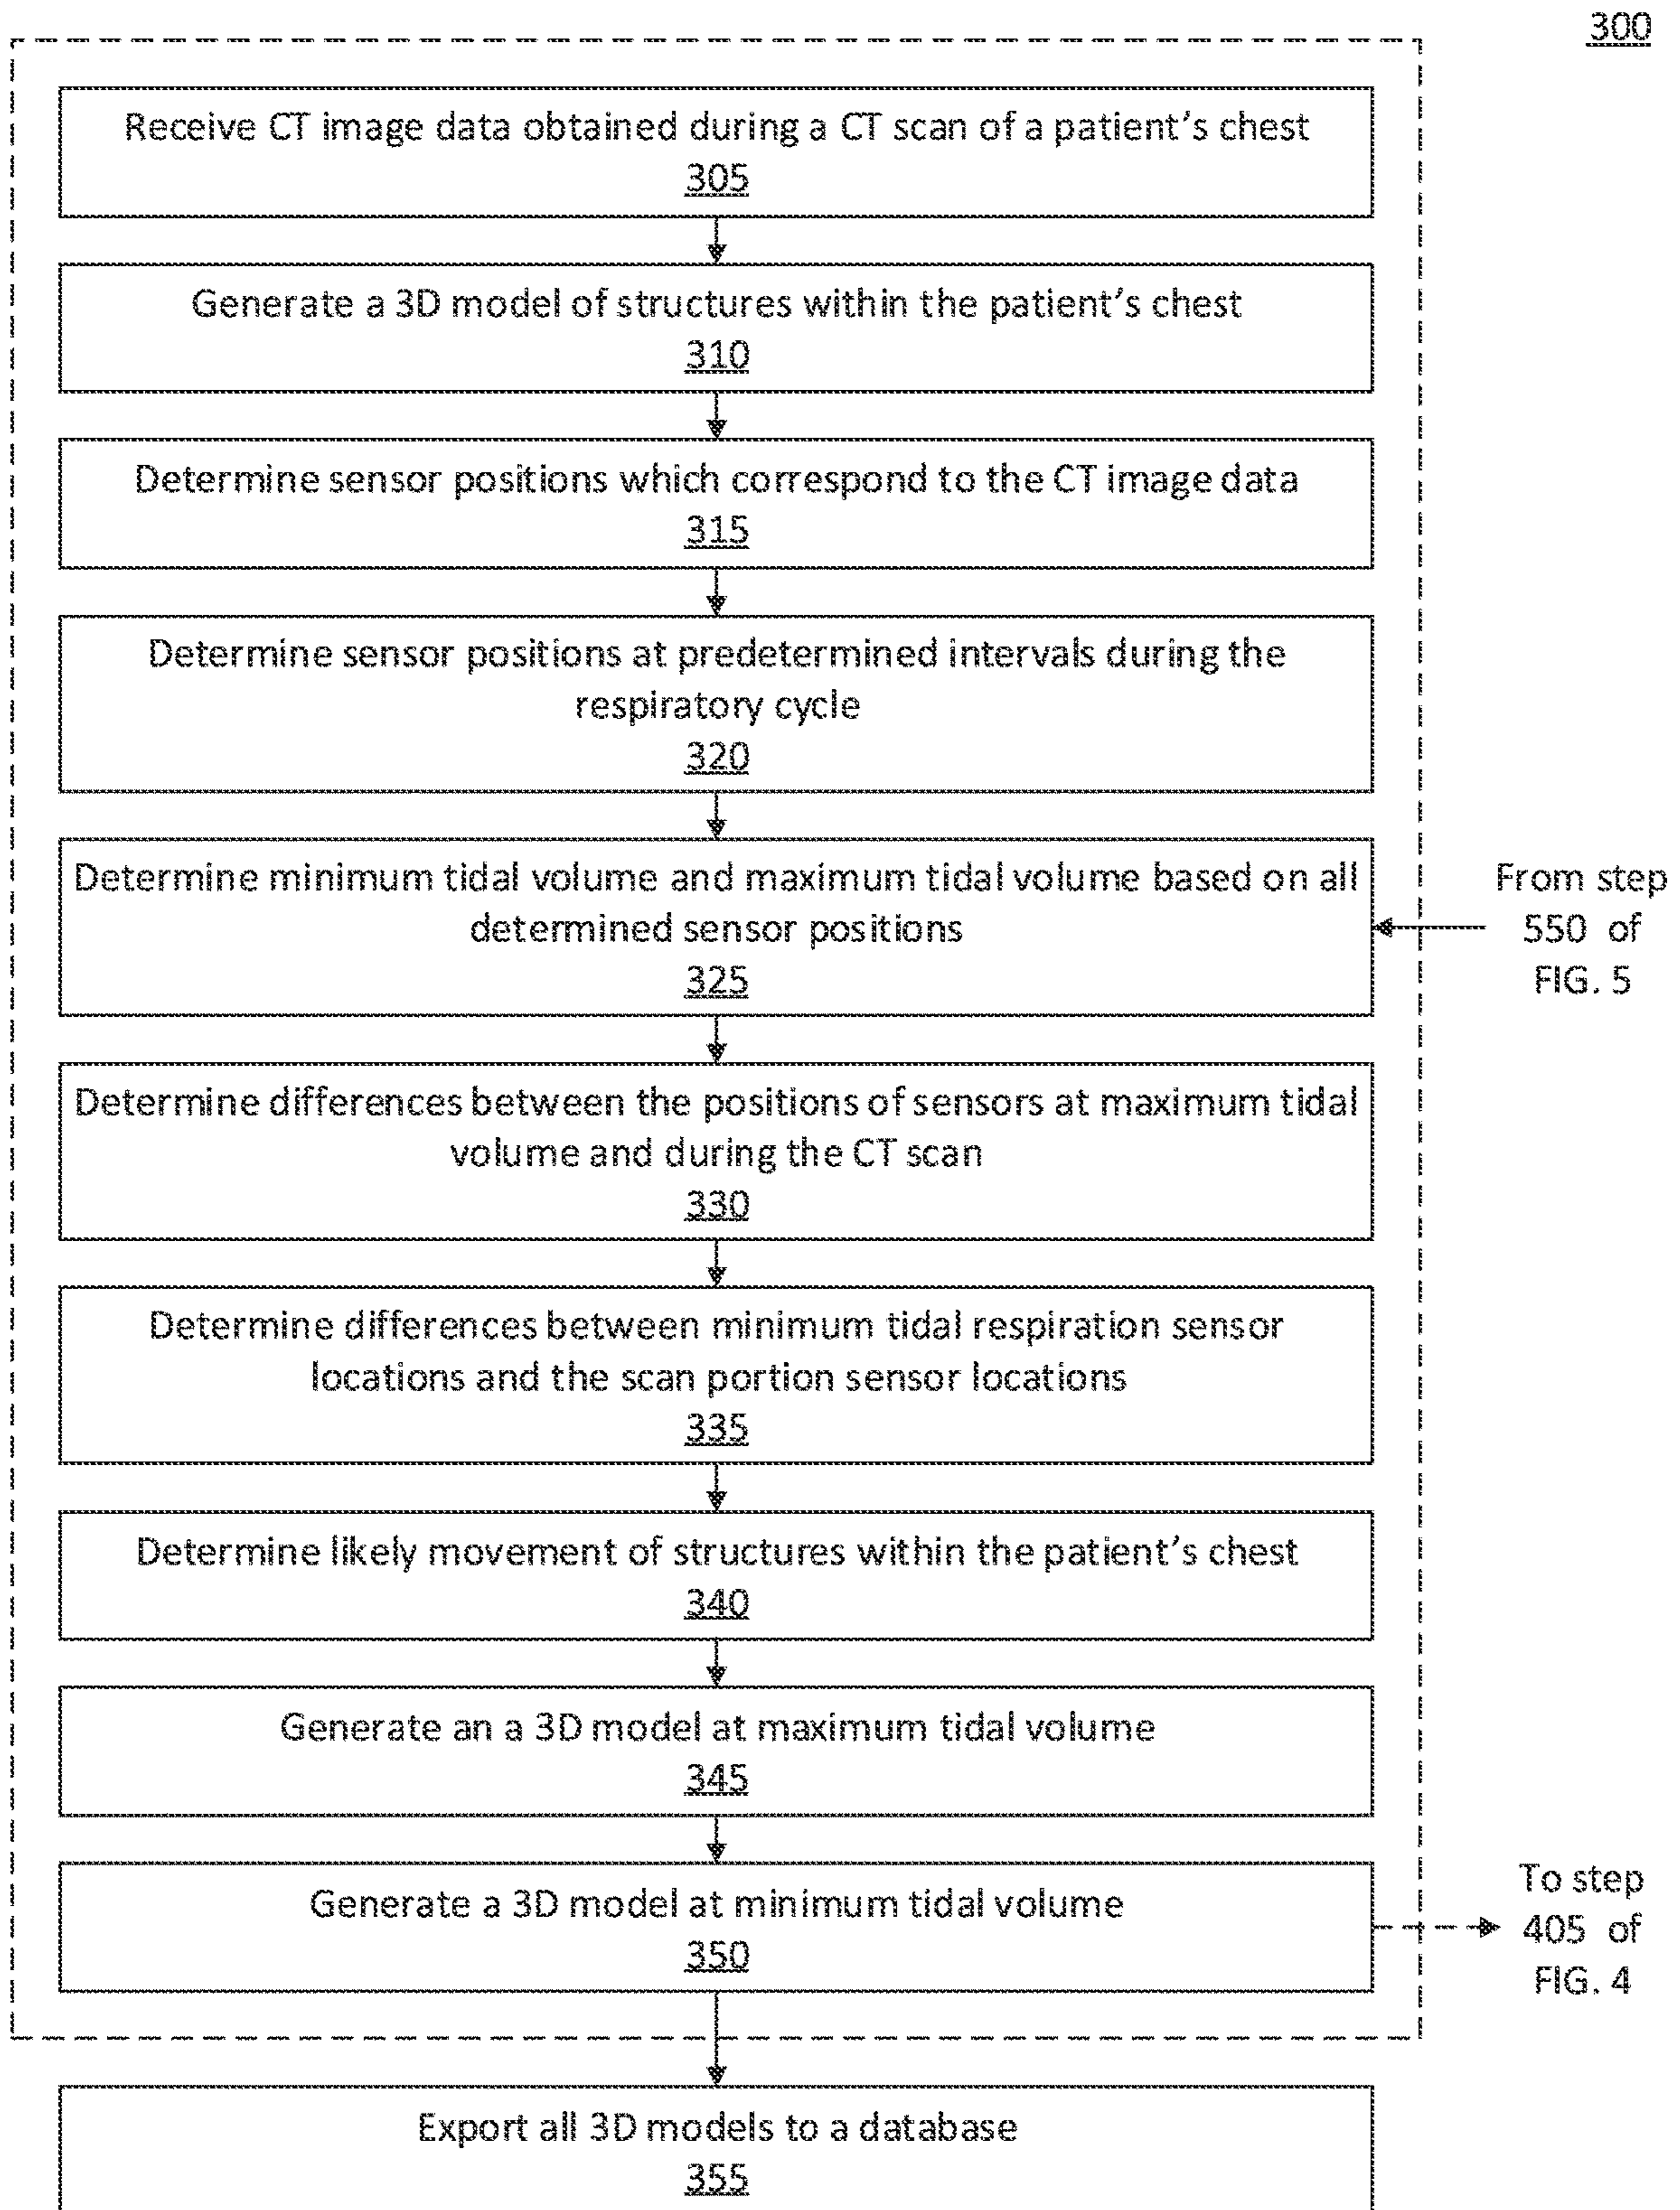 300
Receive CT image data obtained during a CT scan of a patient's chest
305
Generate a 3D model of structures within the patient's chest
310
Determine sensor positions which correspond to the CT image data
315
Determine sensor positions at predetermined intervals during the
respiratory cycle
320
Determine minimum tidal volume and maximum tidal volume based on all
determined sensor positions
325
From step
550 of
FIG. 5
Determine differences between the positions of sensors at maximum tidal
volume and during the CT scan
330
Determine differences between minimum tidal respiration sensor
locations and the scan portion sensor locations
335
Determine likely movement of structures within the patient's chest
340
Generate an a 3D model at maximum tidal volume
345
Generate a 3D model at minimum tidal volume
350
To step
405 of
FIG. 4
Export all 3D models to a database
355